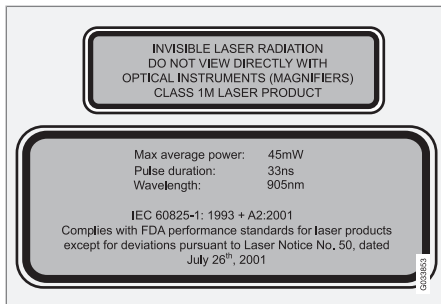 INVISIBLE LASER RADIATION
DO NOT VIEW DIRECTLY WITH
OPTICAL INSTRUMENTS (MAGNIFIERS)
CLASS 1M LASER PRODUCT
Max average power: 45mW
Pulse duration: 33ns
Wavelength: 905nm
IEC 60825-1: 1993 + A2:2001
Complies with FDA performance standards for laser products
except for deviations pursuant to Laser Notice No. 50, dated
July 26th, 2001
G033853